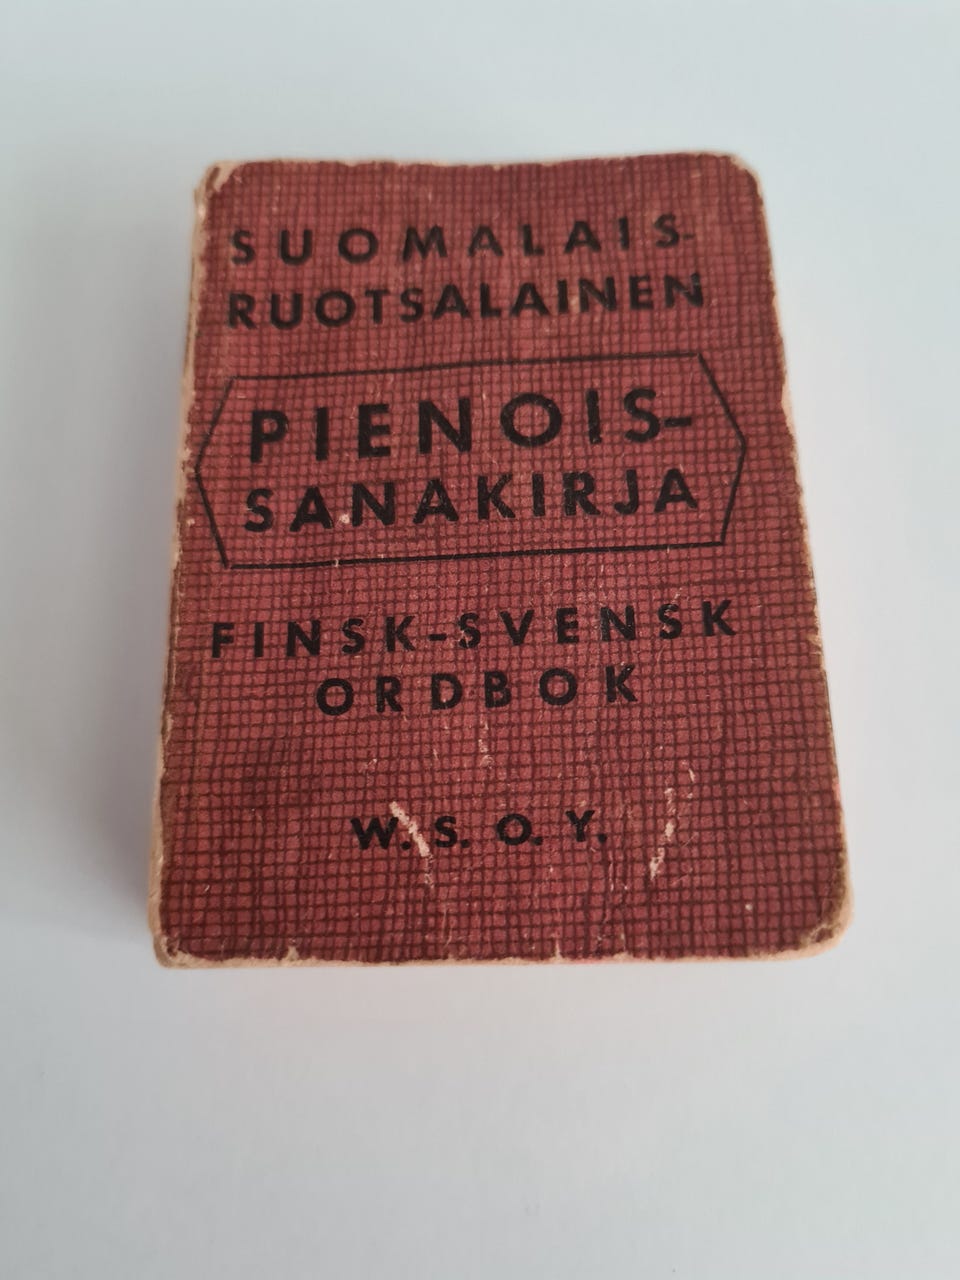 SUOMALAIS-
RUOTSALAINEN
PIENOIS-
SANAKIRJA
FINSK-SVENSK
ORDBOK
W. S. O. Y.